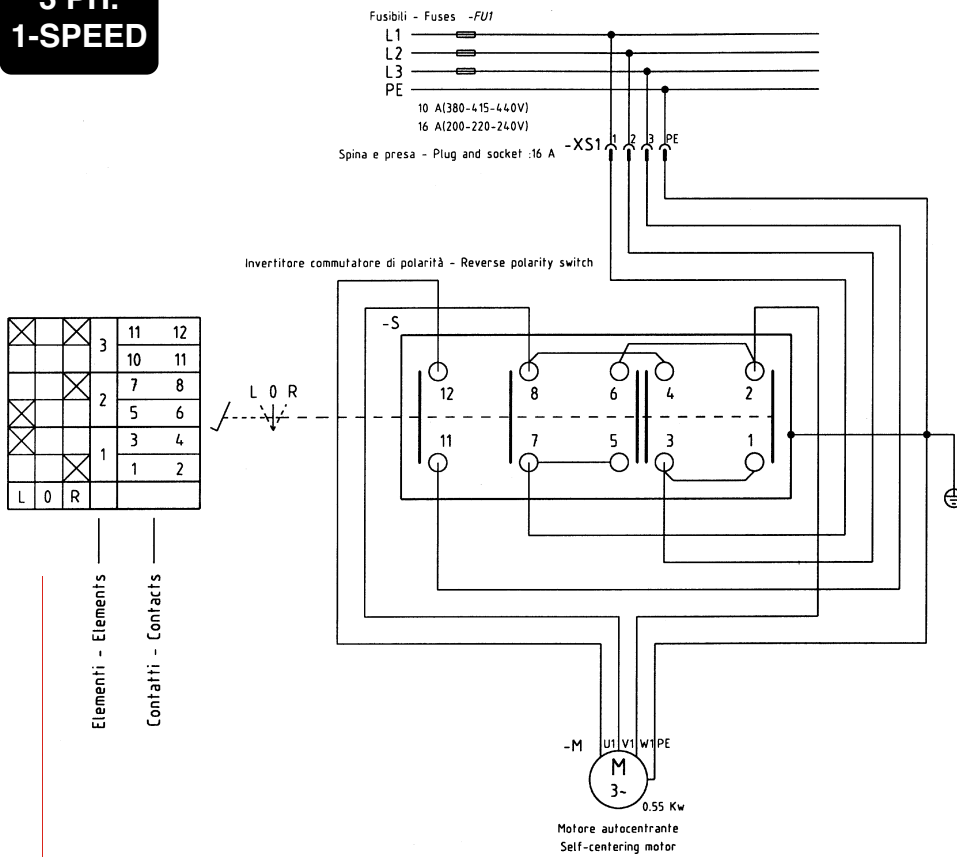 3 PH.
1-SPEED
Fusibili - Fuses -FU1
L1
L2
L3
PE
10 A(380-415-440V)
16 A(200-220-240V)
Spina e presa - Plug and socket :16 A
-XS1 1 2 3 PE
Invertitore commutatore di polarità - Reverse polarity switch
-S
12 8 6 4 2
11 7 5 3 1
L 0 R
3 11 12
10 11
2 7 8
5 6
1 3 4
1 2
L 0 R
Elementi - Elements
Contatti - Contacts
-M U1 V1 W1 PE
M
3~
0.55 Kw
Motore autocentrante
Self-centering motor